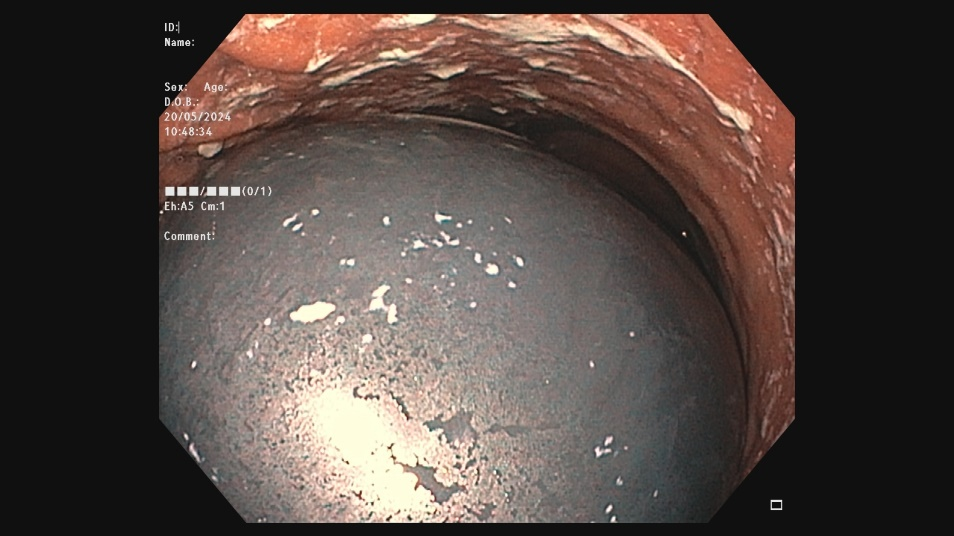 ID:
Name:
Sex: Age:
D.O.B.:
20/05/2024
10:48:34
■■■/■■■(0/1)
Eh:A5 Cm:1
Comment: